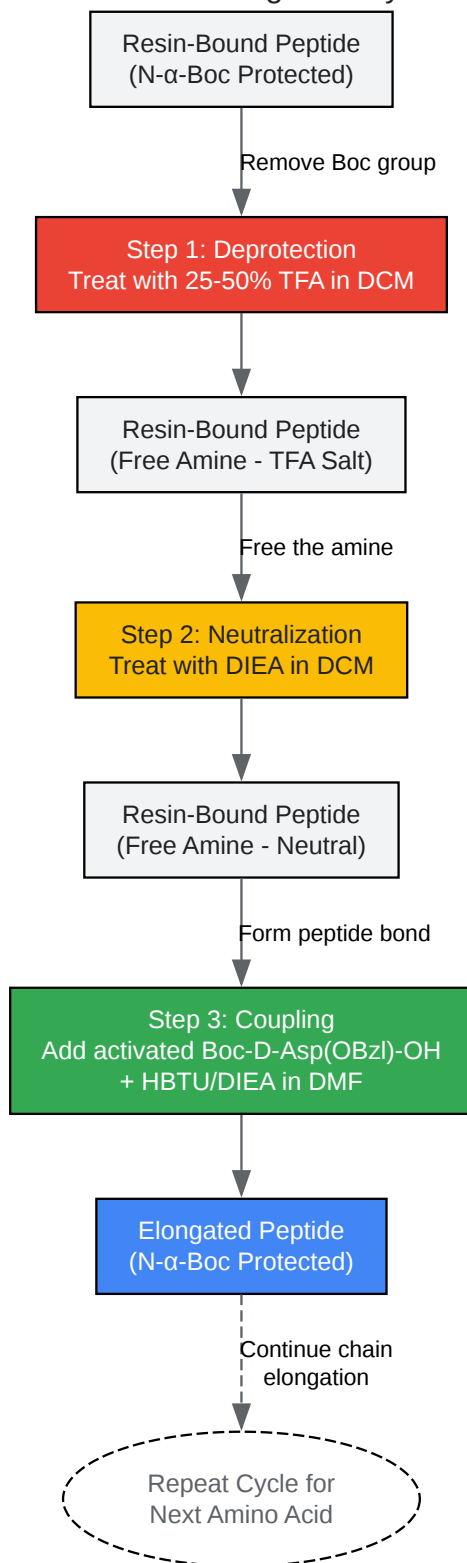 Resin-Bound Peptide
(N-α-Boc Protected)
Remove Boc group
Step 1: Deprotection
Treat with 25-50% TFA in DCM
Resin-Bound Peptide
(Free Amine - TFA Salt)
Free the amine
Step 2: Neutralization
Treat with DIEA in DCM
Resin-Bound Peptide
(Free Amine - Neutral)
Form peptide bond
Step 3: Coupling
Add activated Boc-D-Asp(OBzl)-OH
+ HBTU/DIEA in DMF
Elongated Peptide
(N-α-Boc Protected)
Continue chain
elongation
Repeat Cycle for
Next Amino Acid